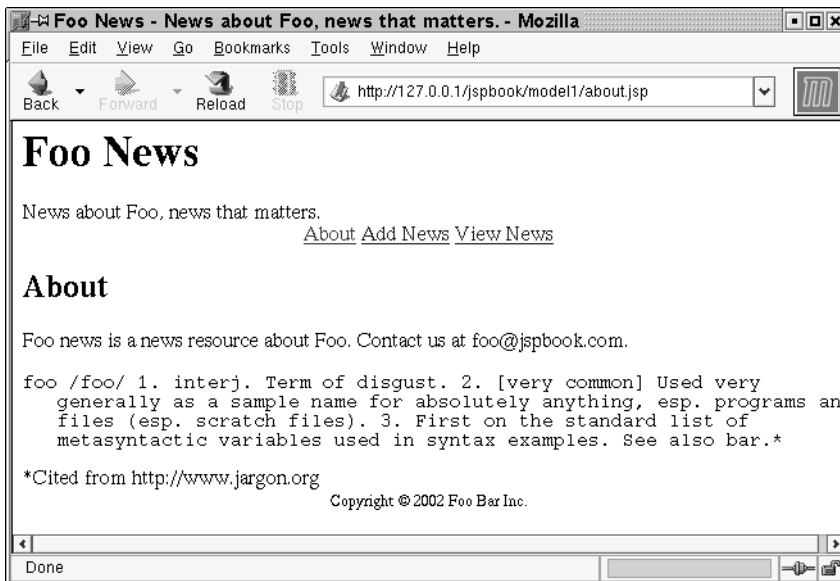 Foo News - News about Foo, news that matters. - Mozilla
File Edit View Go Bookmarks Tools Window Help
Back Forward Reload Stop http://127.0.0.1/jspbook/model1/about.jsp
Foo News
News about Foo, news that matters.
About Add News View News
About
Foo news is a news resource about Foo. Contact us at foo@jspbook.com.
foo /foo/ 1. interj. Term of disgust. 2. [very common] Used very
generally as a sample name for absolutely anything, esp. programs an
files (esp. scratch files). 3. First on the standard list of
metasyntactic variables used in syntax examples. See also bar.*
*Cited from http://www.jargon.org
Copyright © 2002 Foo Bar Inc.
Done